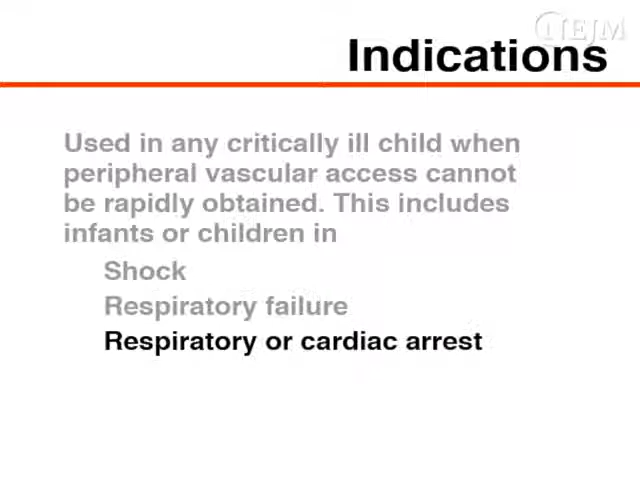 NEJM
Indications
Used in any critically ill child when
peripheral vascular access cannot
be rapidly obtained. This includes
infants or children in
Shock
Respiratory failure
Respiratory or cardiac arrest